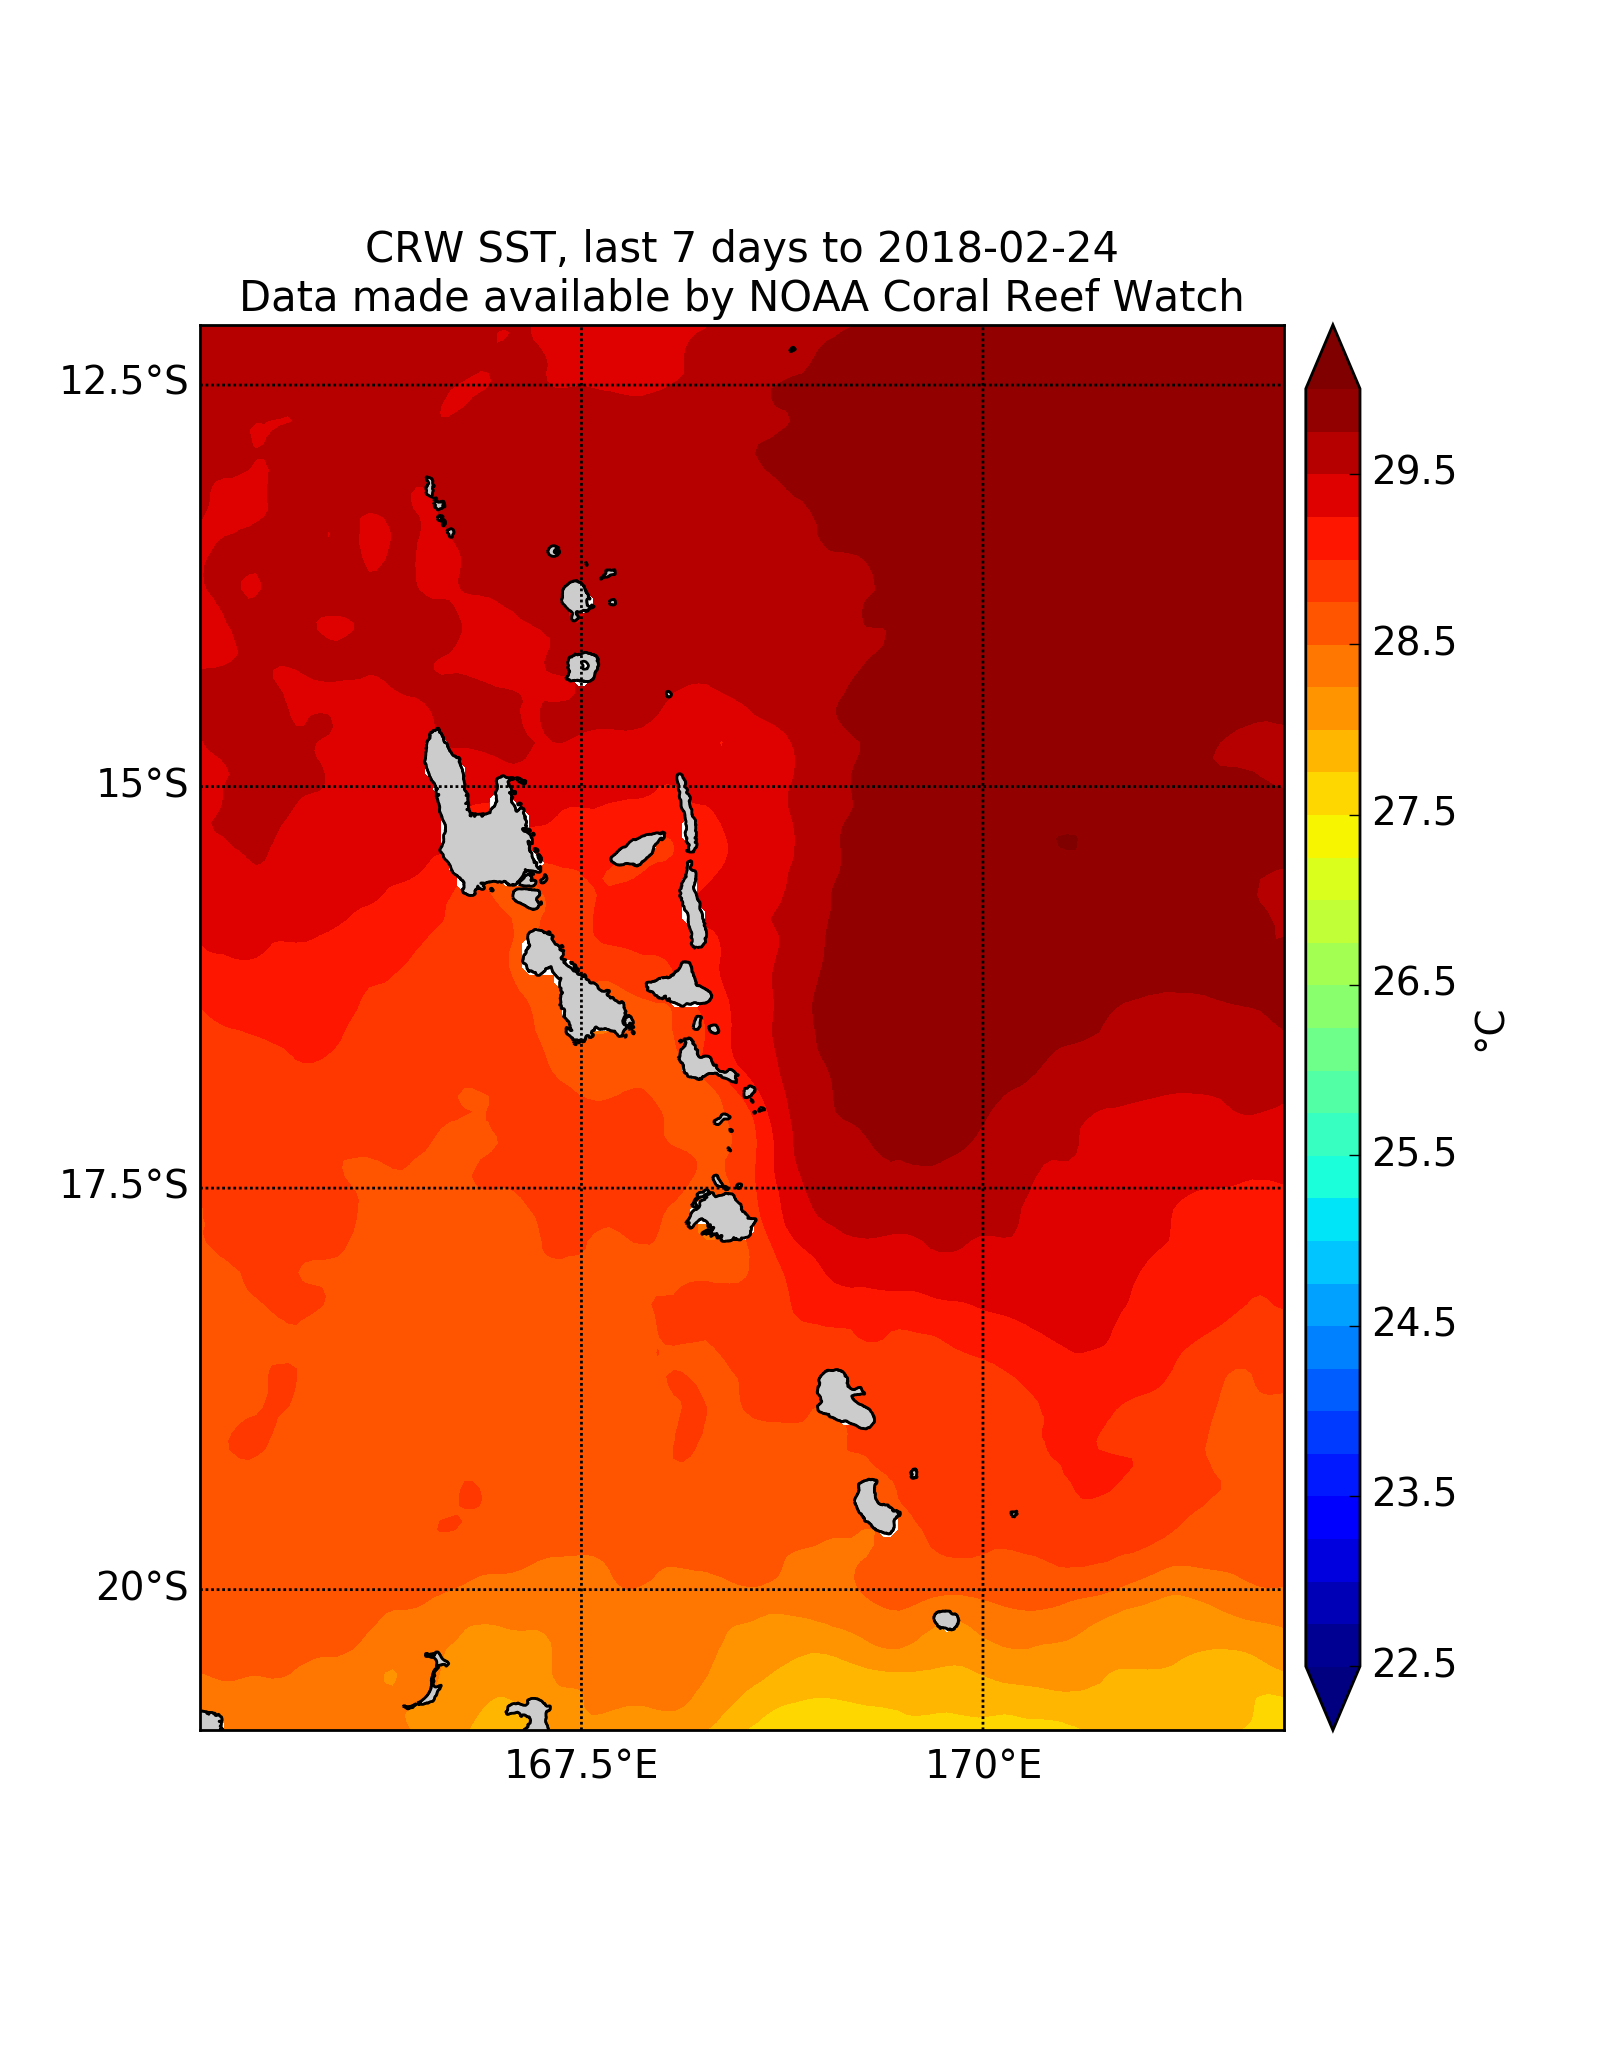 CRW SST, last 7 days to 2018-02-24
Data made available by NOAA Coral Reef Watch
12.5°S
15°S
17.5°S
20°S
167.5°E
170°E
29.5
28.5
27.5
26.5
25.5
24.5
23.5
22.5
°C